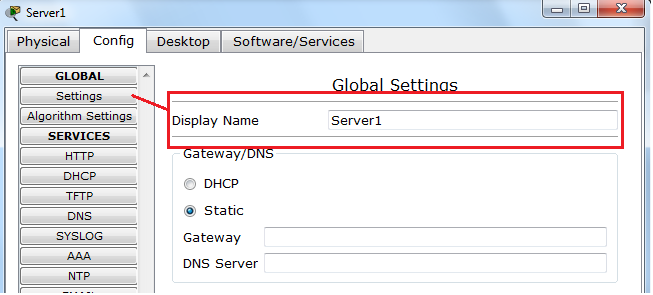 Server1
Physical Config Desktop Software/Services
GLOBAL
Settings
Algorithm Settings
SERVICES
HTTP
DHCP
TFTP
DNS
SYSLOG
AAA
NTP
Global Settings
Display Name Server1
Gateway/DNS
DHCP
Static
Gateway
DNS Server